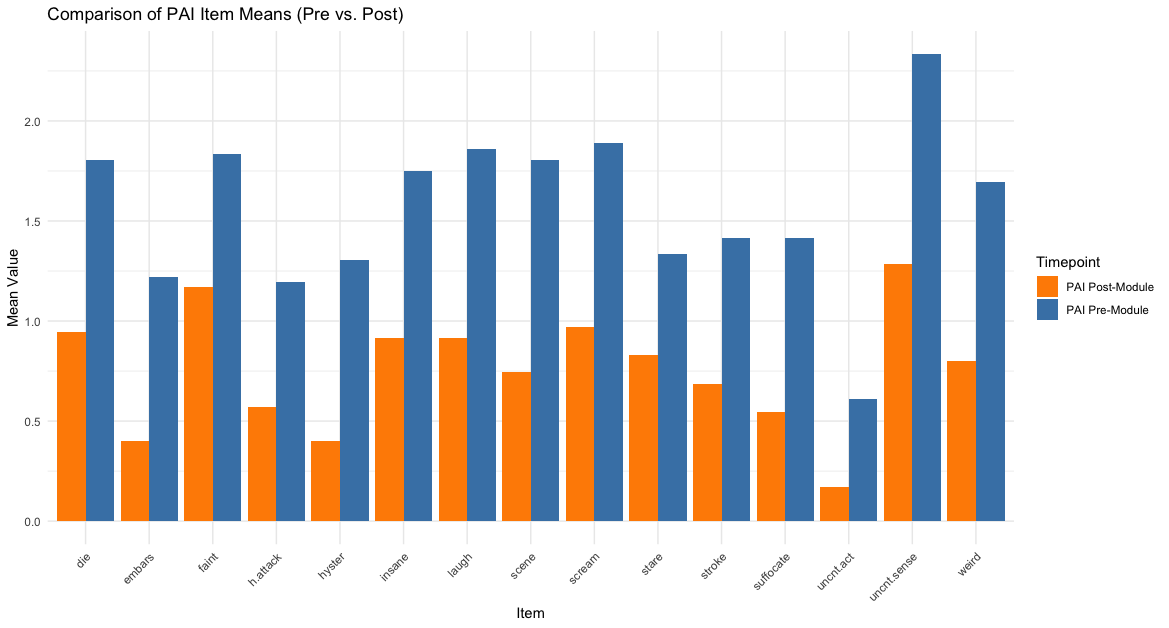 Comparison of PAI Item Means (Pre vs. Post)
Mean Value
2.0
1.5
1.0
0.5
0.0
die
embars
faint
h.attack
hyster
insane
laugh
scene
scream
stare
stroke
suffocate
uncnt.act
uncnt.sense
weird
Item
Timepoint
PAI Post-Module
PAI Pre-Module